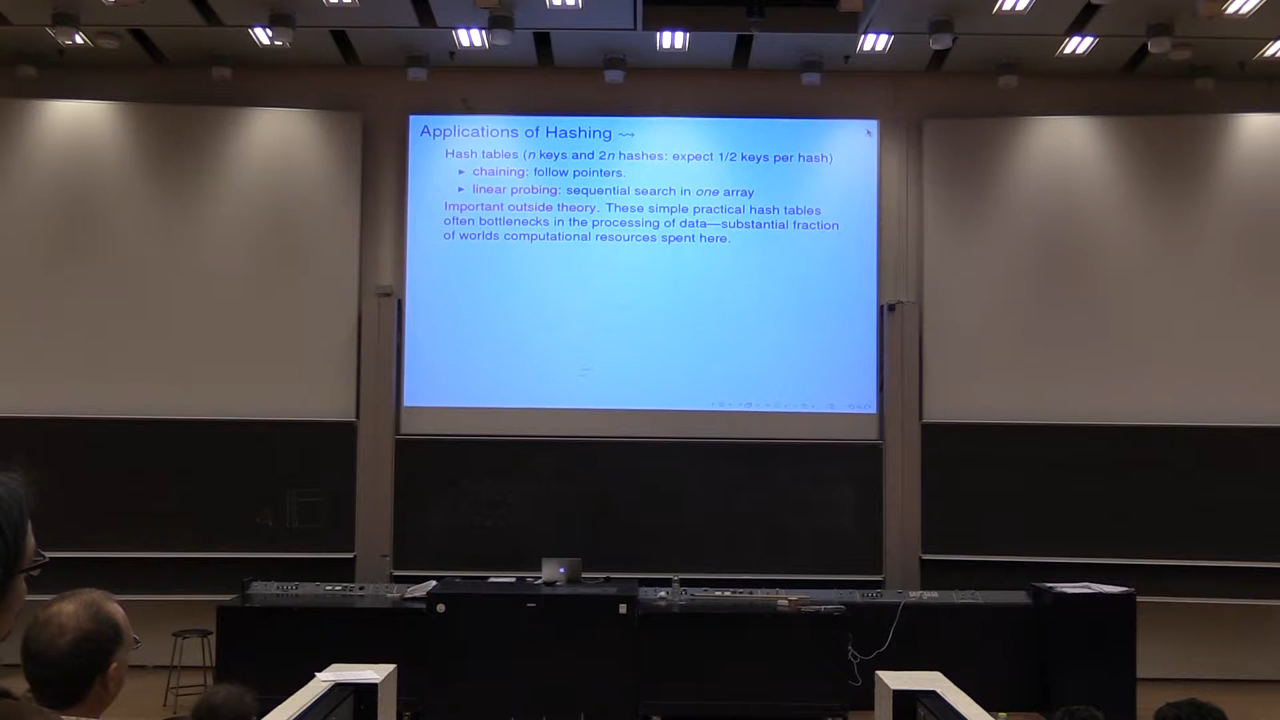 Applications of Hashing ⇝
Hash tables (n keys and 2n hashes: expect 1/2 keys per hash)
► chaining: follow pointers.
► linear probing: sequential search in one array
Important outside theory. These simple practical hash tables
often bottlenecks in the processing of data—substantial fraction
of worlds computational resources spent here.